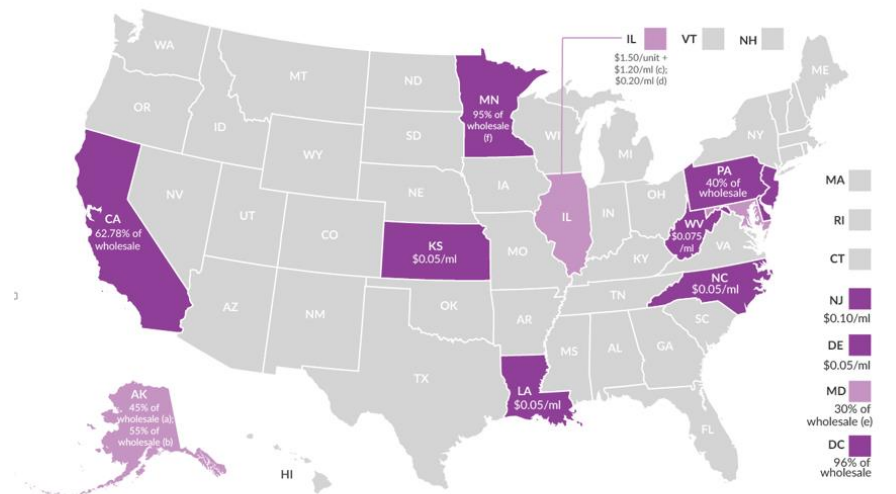 IL
VT
NH
$1.50/unit +
$1.20/ml (c);
$0.20/ml (d)
WA
MT
ND
MN
95% of
wholesale
(f)
ME
OR
ID
SD
WI
MI
NY
WY
PA
40% of
wholesale
MA
NV
NE
IA
IL
IN
OH
CA
62.78% of
wholesale
UT
CO
KS
$0.05/ml
MO
KY
WV
$0.075
/ml
VA
RI
CT
AZ
NM
OK
AR
TN
NC
$0.05/ml
SC
NJ
$0.10/ml
TX
LA
$0.05/ml
MS
AL
GA
FL
DE
$0.05/ml
MD
30% of
wholesale (e)
DC
96% of
wholesale
AK
45% of
wholesale (a);
55% of
wholesale (b)
HI